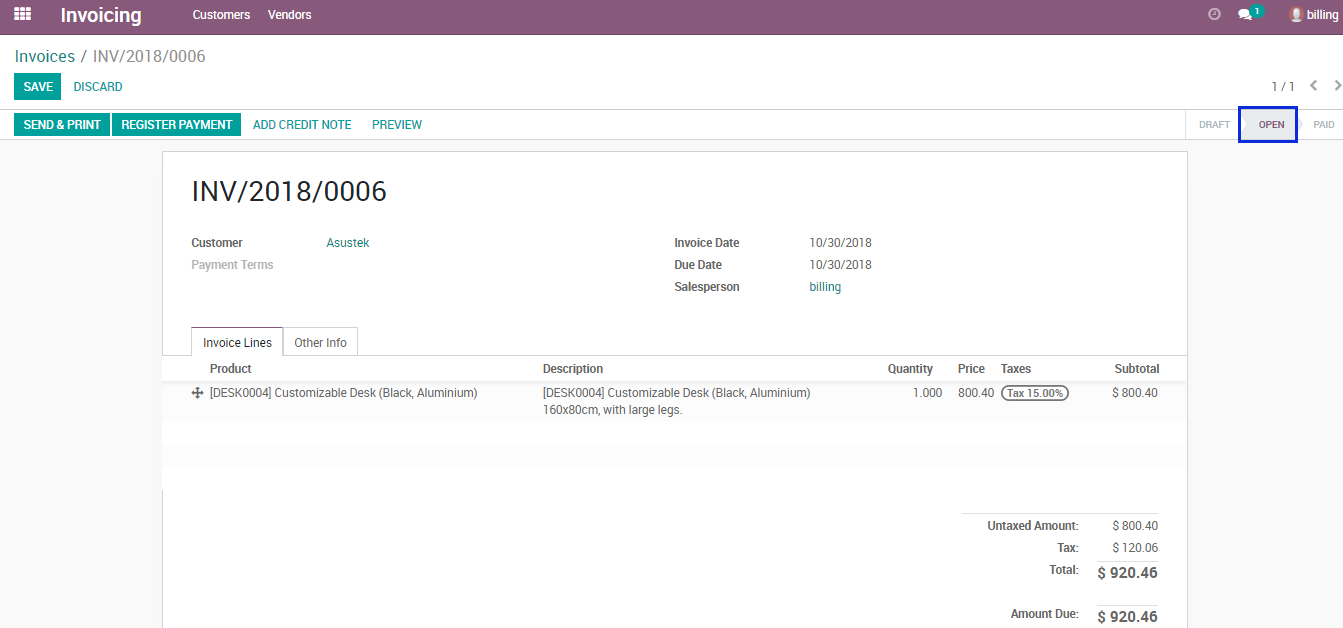 Invoicing Customers Vendors 1 billing
Invoices / INV/2018/0006
SAVE DISCARD 1 / 1
SEND & PRINT REGISTER PAYMENT ADD CREDIT NOTE PREVIEW DRAFT OPEN PAID
INV/2018/0006
Customer Asustek Invoice Date 10/30/2018
Payment Terms Due Date 10/30/2018
Salesperson billing
Invoice Lines Other Info
Product Description Quantity Price Taxes Subtotal
[DESK0004] Customizable Desk (Black, Aluminium) [DESK0004] Customizable Desk (Black, Aluminium) 1.000 800.40 Tax 15.00% $ 800.40
160x80cm, with large legs.
Untaxed Amount: $ 800.40
Tax: $ 120.06
Total: $ 920.46
Amount Due: $ 920.46